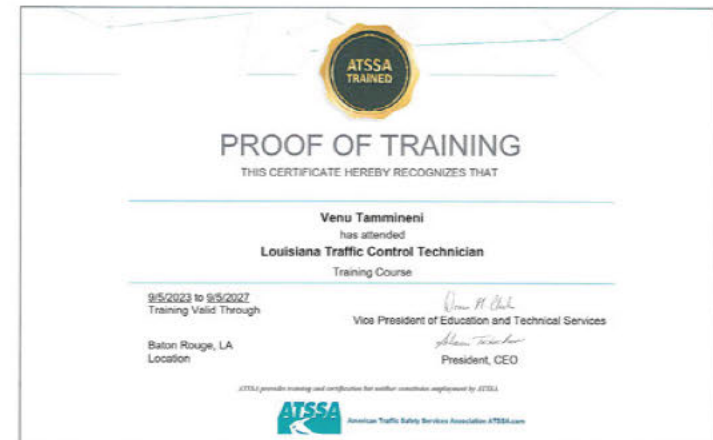 ATSSA
TRAINED
PROOF OF TRAINING
THIS CERTIFICATE HEREBY RECOGNIZES THAT
Venu Tammineni
has attended
Louisiana Traffic Control Technician
Training Course
9/5/2023 to 9/5/2027
Training Valid Through
Vice President of Education and Technical Services
Baton Rouge, LA
Location
President, CEO
ATSSA provides training and certification but neither constitutes employment by ATSSA.
ATSSA
American Traffic Safety Services Association ATSSA.com